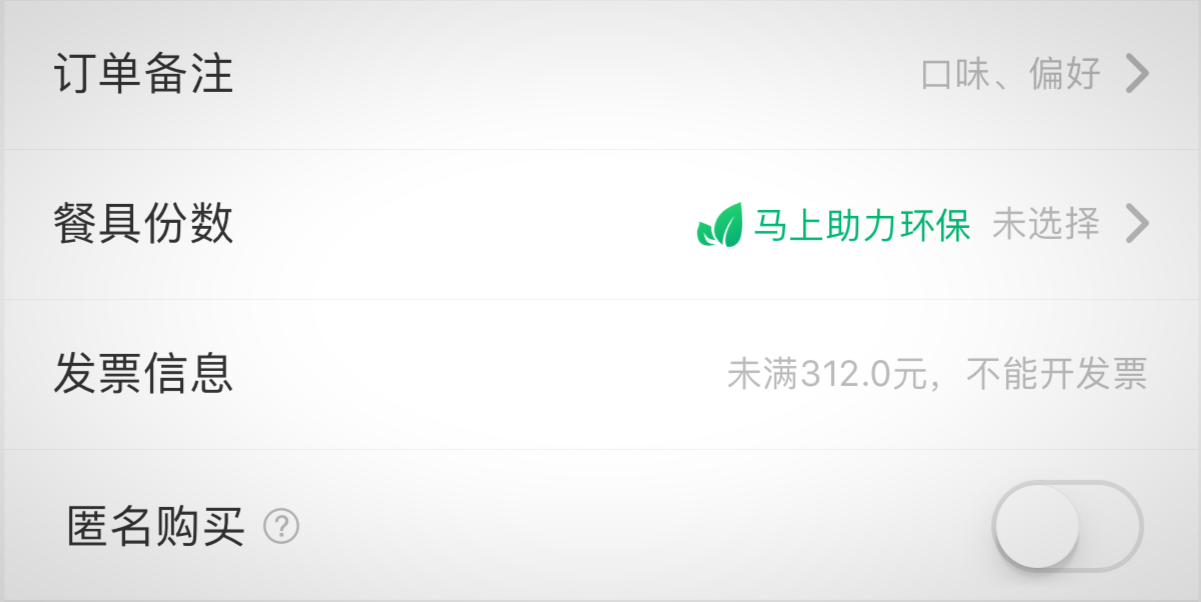 订单备注 口味、偏好
餐具份数 马上助力环保 未选择
发票信息 未满312.0元，不能开发票
匿名购买 ?